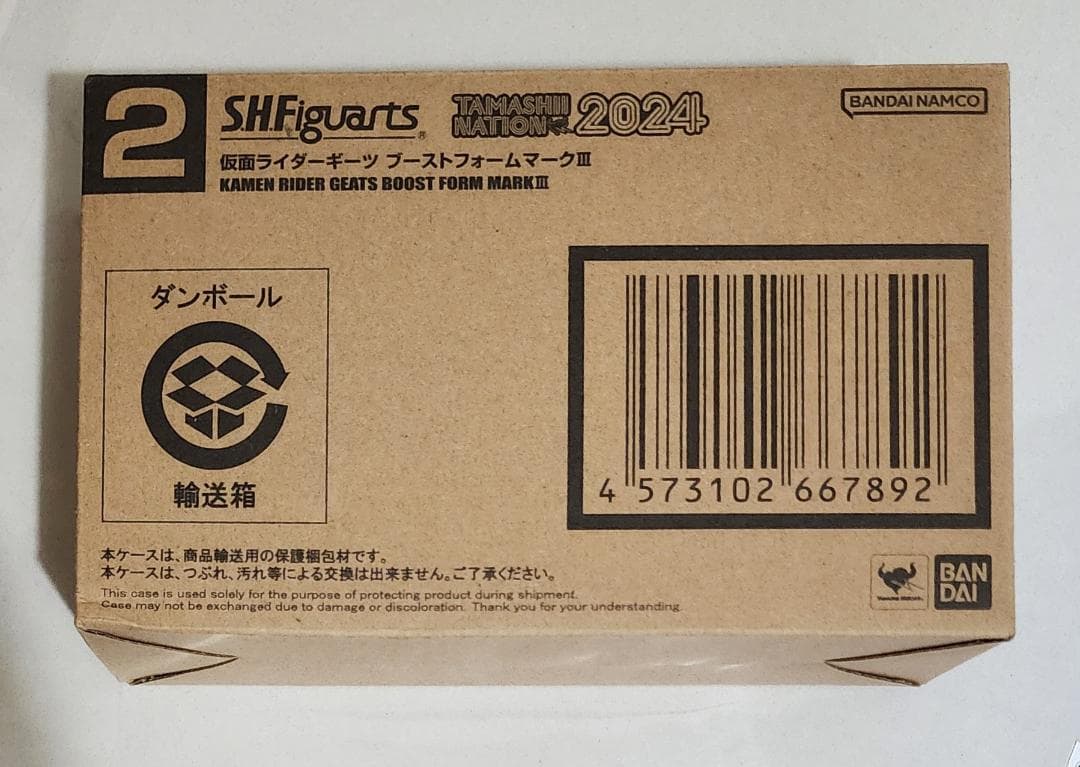 2
S.H.Figuarts®
TAMASHII NATION 2024
BANDAI NAMCO
仮面ライダーギーツ ブーストフォームマークⅢ
KAMEN RIDER GEATS BOOST FORM MARKⅢ
ダンボール
輸送箱
4 573102 667892
本ケースは、商品輸送用の保護梱包材です。
本ケースは、つぶれ、汚れ等による交換は出来ません。ご了承ください。
This case is used solely for the purpose of protecting product during shipment.
Case may not be exchanged due to damage or discoloration. Thank you for your understanding.
TAMASHII NATIONS
BAN
DAI